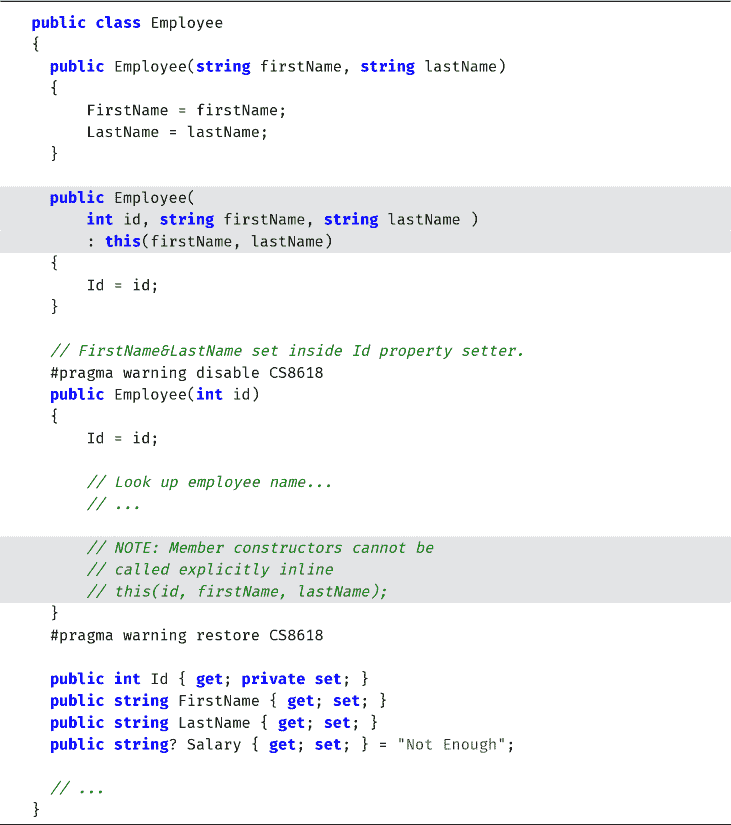 public class Employee
{
  public Employee(string firstName, string lastName)
  {
      FirstName = firstName;
      LastName = lastName;
  }
  public Employee(
      int id, string firstName, string lastName )
      : this(firstName, lastName)
  {
      Id = id;
  }
  // FirstName&LastName set inside Id property setter.
  #pragma warning disable CS8618
  public Employee(int id)
  {
      Id = id;
      // Look up employee name...
      // ...
      // NOTE: Member constructors cannot be
      // called explicitly inline
      // this(id, firstName, lastName);
  }
  #pragma warning restore CS8618
  public int Id { get; private set; }
  public string FirstName { get; set; }
  public string LastName { get; set; }
  public string? Salary { get; set; } = "Not Enough";
  // ...
}